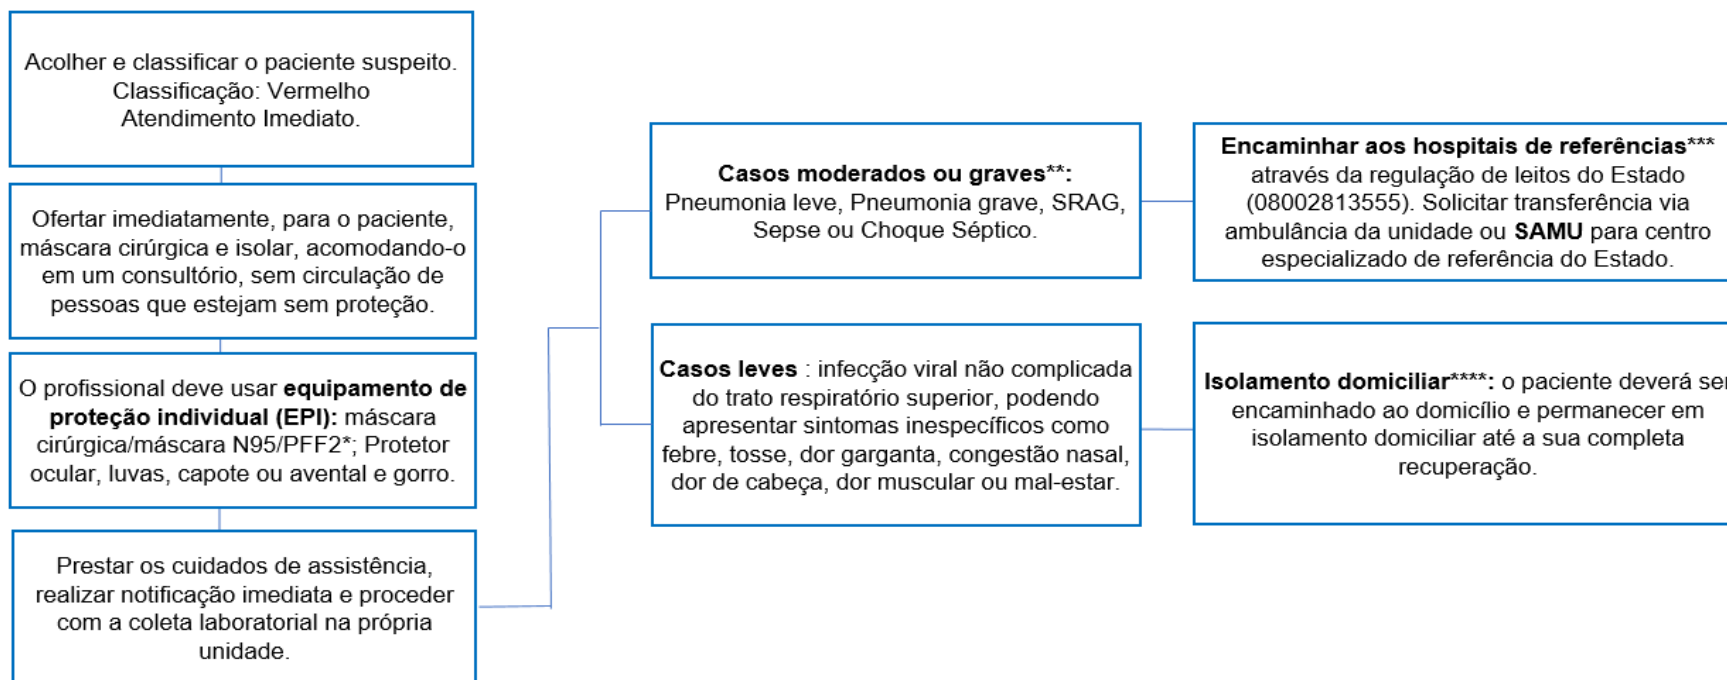 Acolher e classificar o paciente suspeito.
Classificação: Vermelho
Atendimento Imediato.
Ofertar imediatamente, para o paciente,
máscara cirúrgica e isolar, acomodando-o
em um consultório, sem circulação de
pessoas que estejam sem proteção.
O profissional deve usar equipamento de
proteção individual (EPI): máscara
cirúrgica/máscara N95/PFF2*; Protetor
ocular, luvas, capote ou avental e gorro.
Prestar os cuidados de assistência,
realizar notificação imediata e proceder
com a coleta laboratorial na própria
unidade.
Casos moderados ou graves**:
Pneumonia leve, Pneumonia grave, SRAG,
Sepse ou Choque Séptico.
Encaminhar aos hospitais de referências***
através da regulação de leitos do Estado
(08002813555). Solicitar transferência via
ambulância da unidade ou SAMU para centro
especializado de referência do Estado.
Casos leves : infecção viral não complicada
do trato respiratório superior, podendo
apresentar sintomas inespecíficos como
febre, tosse, dor garganta, congestão nasal,
dor de cabeça, dor muscular ou mal-estar.
Isolamento domiciliar****: o paciente deverá ser
encaminhado ao domicílio e permanecer em
isolamento domiciliar até a sua completa
recuperação.